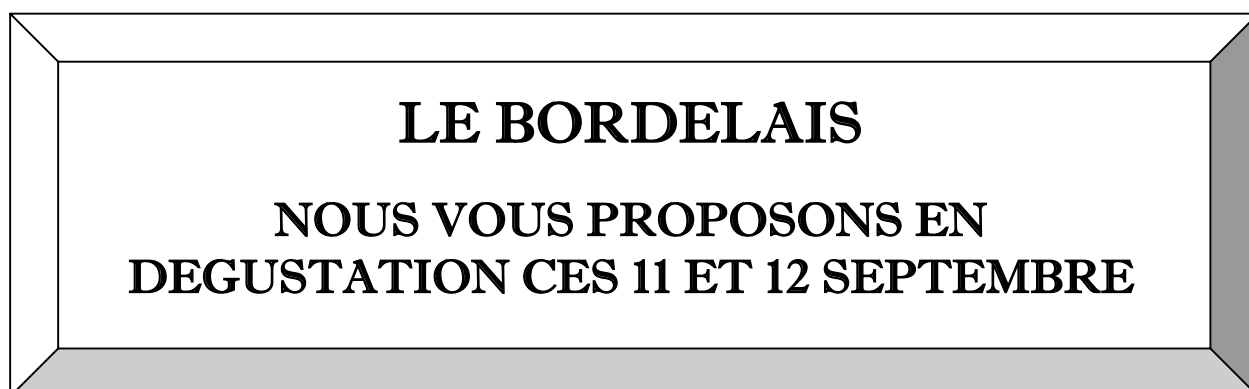 LE BORDELAIS
NOUS VOUS PROPOSONS EN
DEGUSTATION CES 11 ET 12 SEPTEMBRE